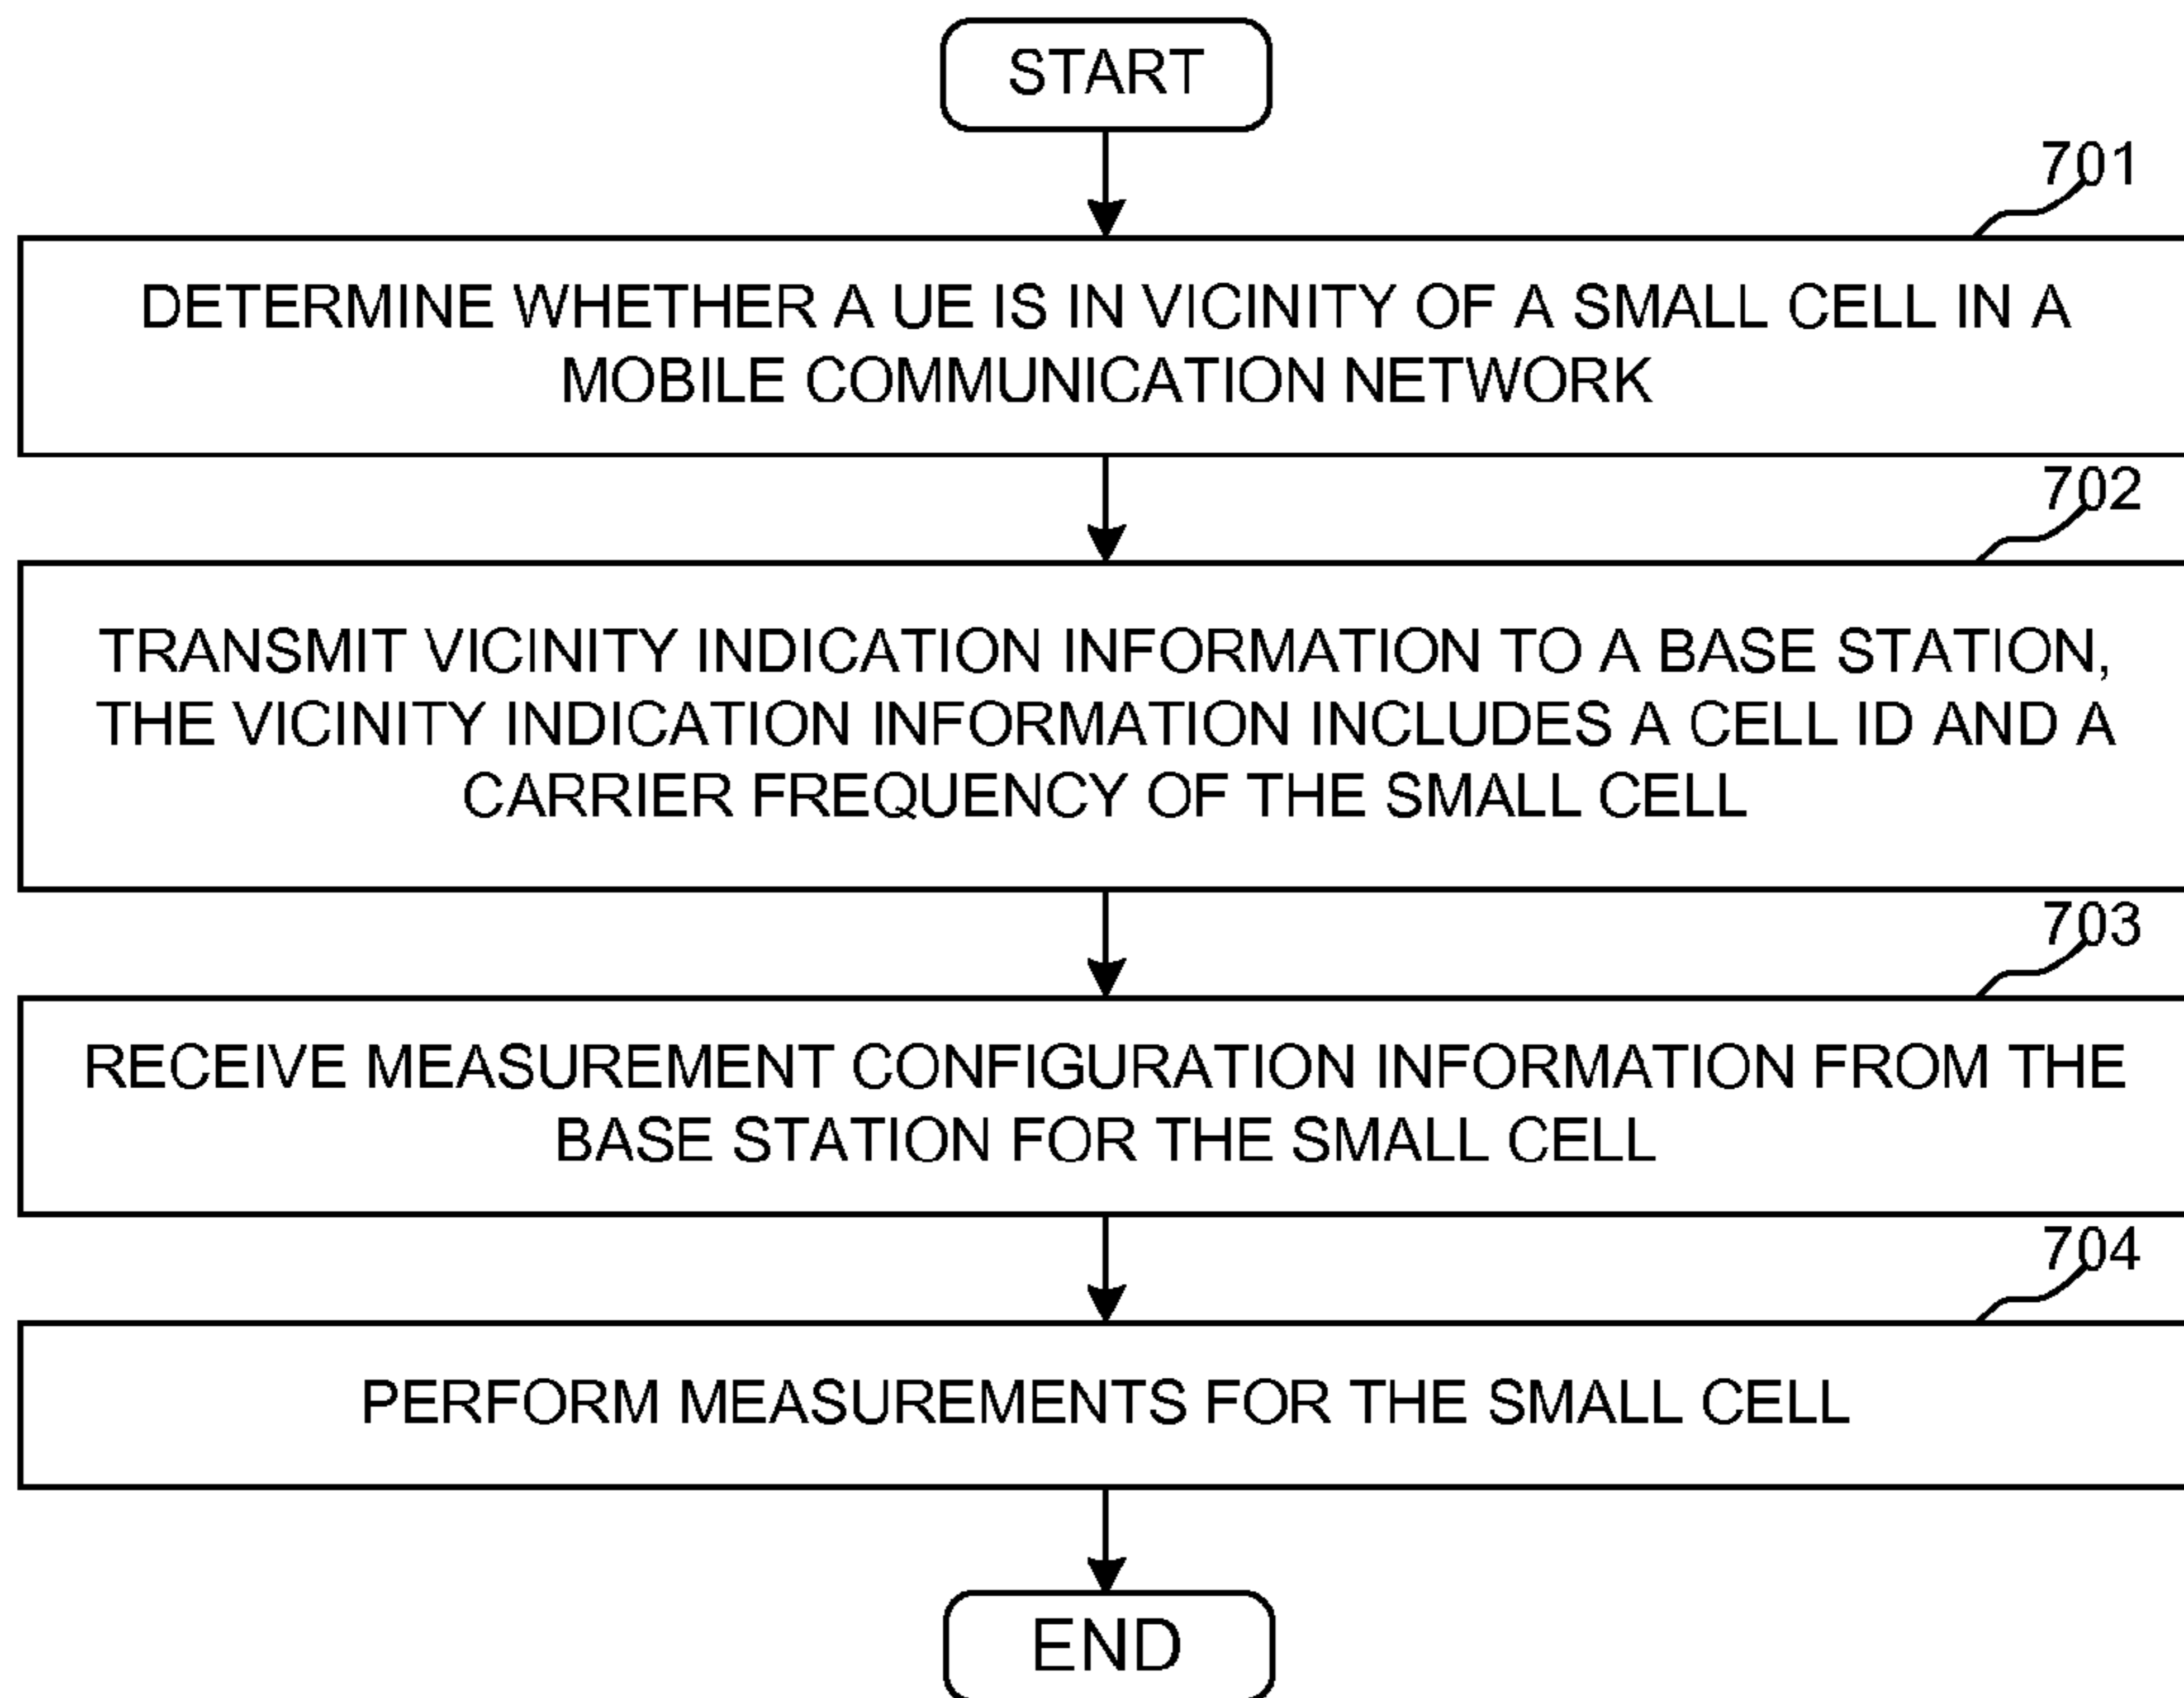 START
701
DETERMINE WHETHER A UE IS IN VICINITY OF A SMALL CELL IN A
MOBILE COMMUNICATION NETWORK
702
TRANSMIT VICINITY INDICATION INFORMATION TO A BASE STATION,
THE VICINITY INDICATION INFORMATION INCLUDES A CELL ID AND A
CARRIER FREQUENCY OF THE SMALL CELL
703
RECEIVE MEASUREMENT CONFIGURATION INFORMATION FROM THE
BASE STATION FOR THE SMALL CELL
704
PERFORM MEASUREMENTS FOR THE SMALL CELL
END